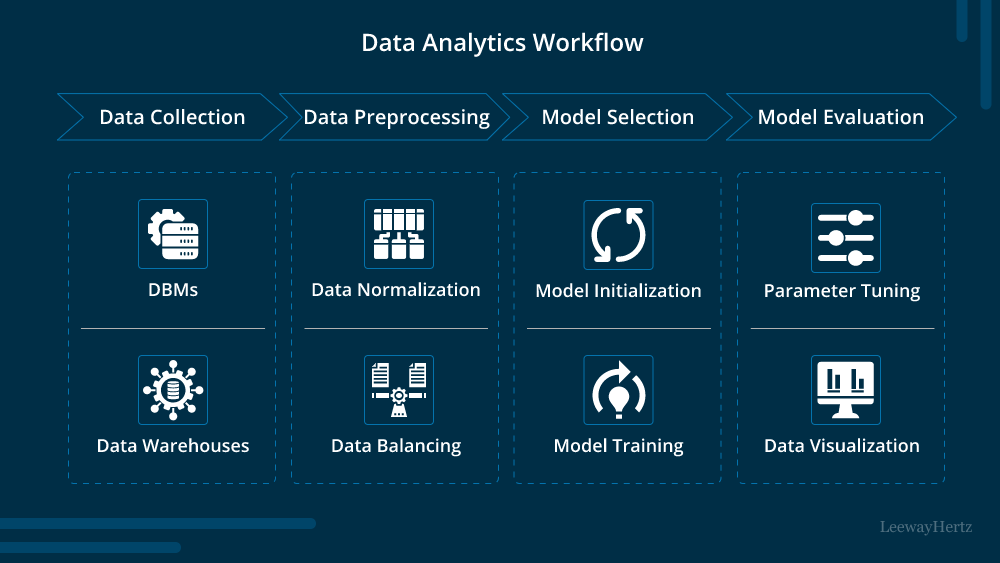 Data Analytics Workflow
Data Collection
Data Preprocessing
Model Selection
Model Evaluation
DBMs
Data Normalization
Model Initialization
Parameter Tuning
Data Warehouses
Data Balancing
Model Training
Data Visualization
LeewayHertz